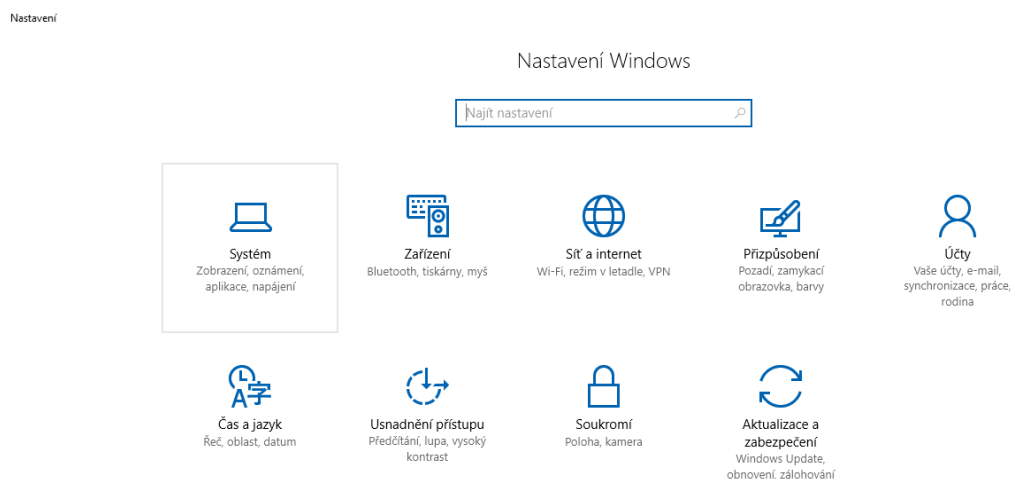 Nastavení
Nastavení Windows
Najít nastavení
Systém
Zobrazení, oznámení,
aplikace, napájení
Zařízení
Bluetooth, tiskárny, myš
Síť a internet
Wi-Fi, režim v letadle, VPN
Přizpůsobení
Pozadí, zamykací
obrazovka, barvy
Účty
Vaše účty, e-mail,
synchronizace, práce,
rodina
Čas a jazyk
Řeč, oblast, datum
Usnadnění přístupu
Předčítání, lupa, vysoký
kontrast
Soukromí
Poloha, kamera
Aktualizace a
zabezpečení
Windows Update,
obnovení, zálohování